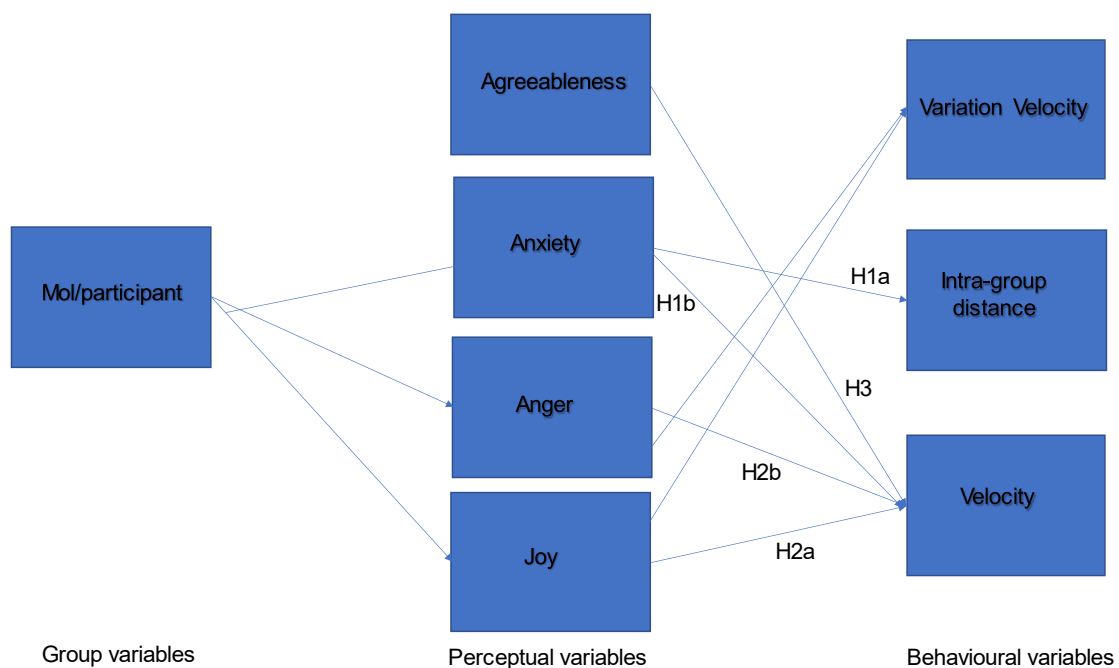 Agreeableness
Variation Velocity
Anxiety
Mol/participant
H1a
Intra-group
distance
H1b
Anger
H3
H2b
Velocity
Joy
H2a
Group variables
Perceptual variables
Behavioural variables